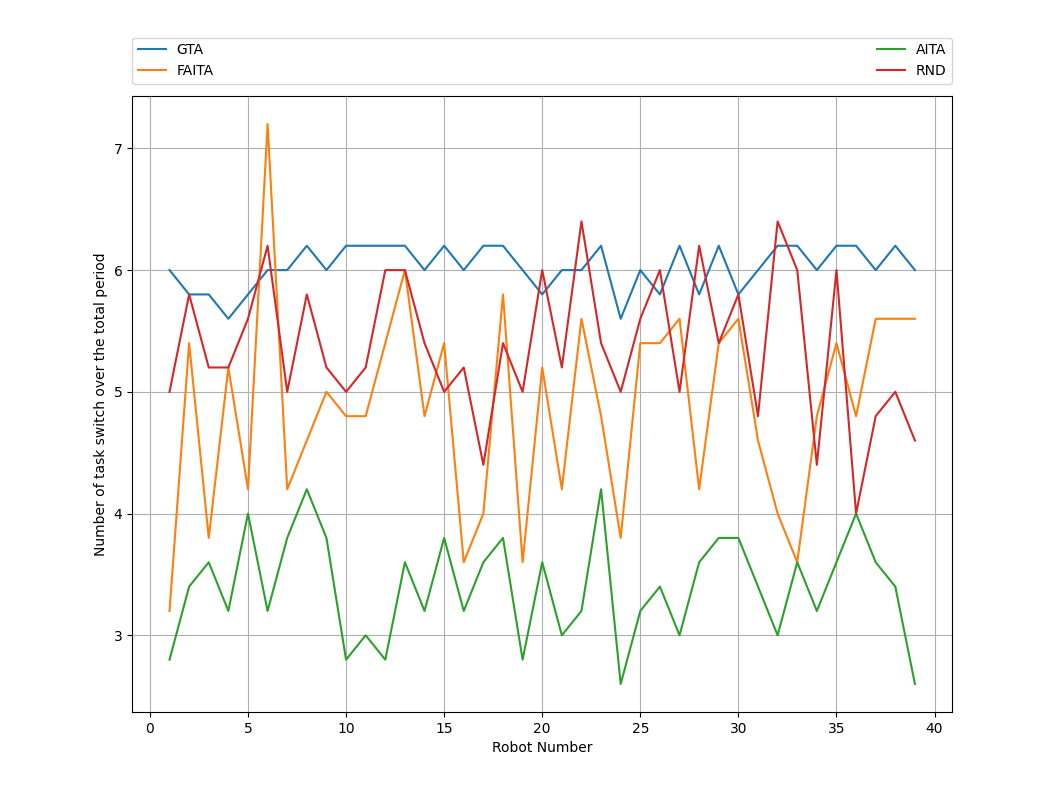 GTA
FAITA
AITA
RND
Number of task switch over the total period
7
6
5
4
3
0 5 10 15 20 25 30 35 40
Robot Number